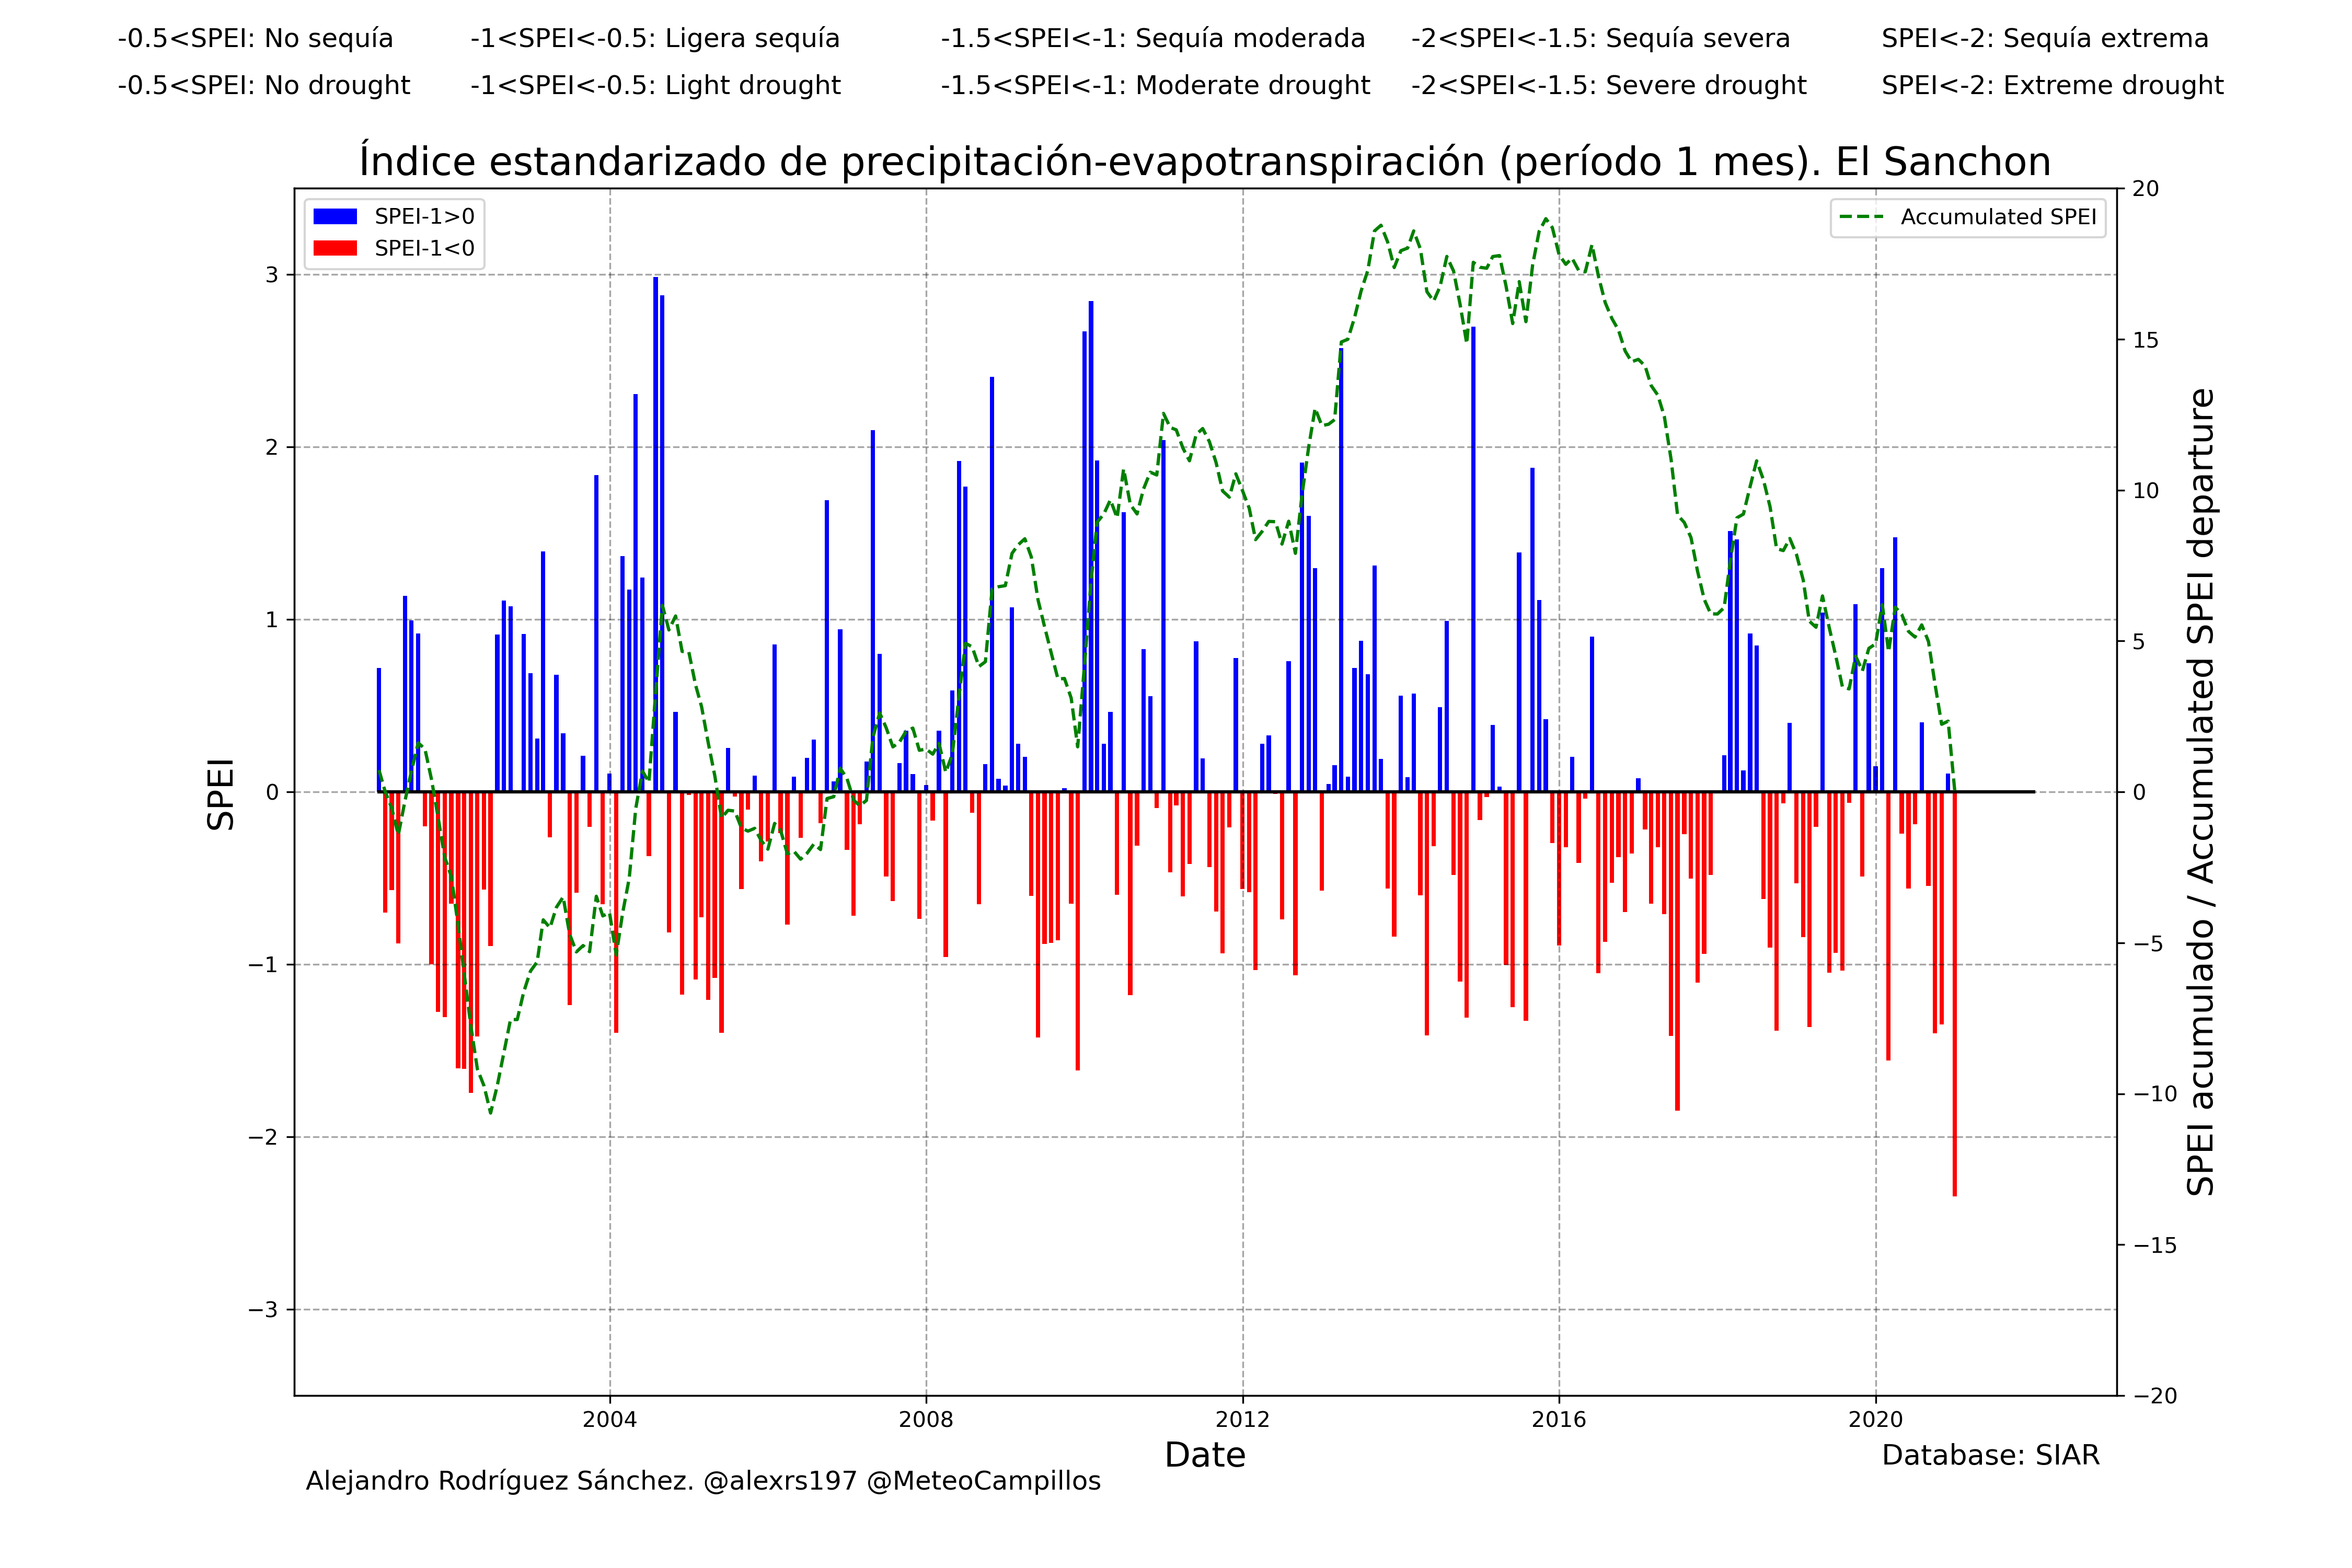 -0.5<SPEI: No sequía -1<SPEI<-0.5: Ligera sequía -1.5<SPEI<-1: Sequía moderada -2<SPEI<-1.5: Sequía severa SPEI<-2: Sequía extrema
-0.5<SPEI: No drought -1<SPEI<-0.5: Light drought -1.5<SPEI<-1: Moderate drought -2<SPEI<-1.5: Severe drought SPEI<-2: Extreme drought
Índice estandarizado de precipitación-evapotranspiración (período 1 mes). El Sanchon
SPEI-1>0
SPEI-1<0
Accumulated SPEI
SPEI
3
2
1
0
−1
−2
−3
20
15
10
5
0
−5
−10
−15
−20
SPEI acumulado / Accumulated SPEI departure
2004 2008 2012 2016 2020
Date
Database: SIAR
Alejandro Rodríguez Sánchez. @alexrs197 @MeteoCampillos